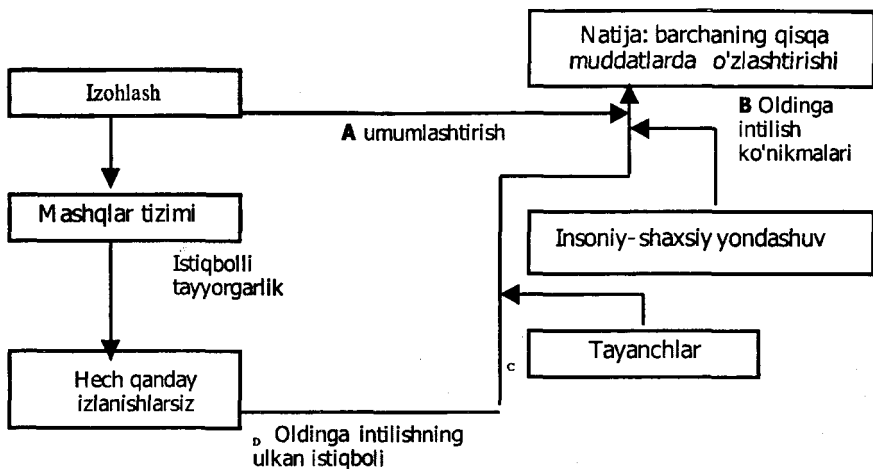 Natija: barchaning qisqa
muddatlarda o'zlashtirishi
Izohlash
A umumlashtirish
B Oldinga
intilish
ko'nikmalari
Mashqlar tizimi
Insoniy-shaxsiy yondashuv
Istiqbolli
tayyorgarlik
Tayanchlar
C
Hech qanday
izlanishlarsiz
D Oldinga intilishning
ulkan istiqboli